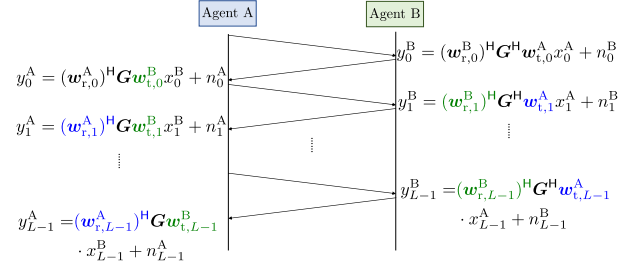 Agent A
Agent B
y_0^B = (w_{r,0}^B)^H G^H w_{t,0}^A x_0^A + n_0^B
y_0^A = (w_{r,0}^A)^H G w_{t,0}^B x_0^B + n_0^A
y_1^B = (w_{r,1}^B)^H G^H w_{t,1}^A x_1^A + n_1^B
y_1^A = (w_{r,1}^A)^H G w_{t,1}^B x_1^B + n_1^A
y_{L-1}^B = (w_{r,L-1}^B)^H G^H w_{t,L-1}^A
· x_{L-1}^A + n_{L-1}^B
y_{L-1}^A = (w_{r,L-1}^A)^H G w_{t,L-1}^B
· x_{L-1}^B + n_{L-1}^A